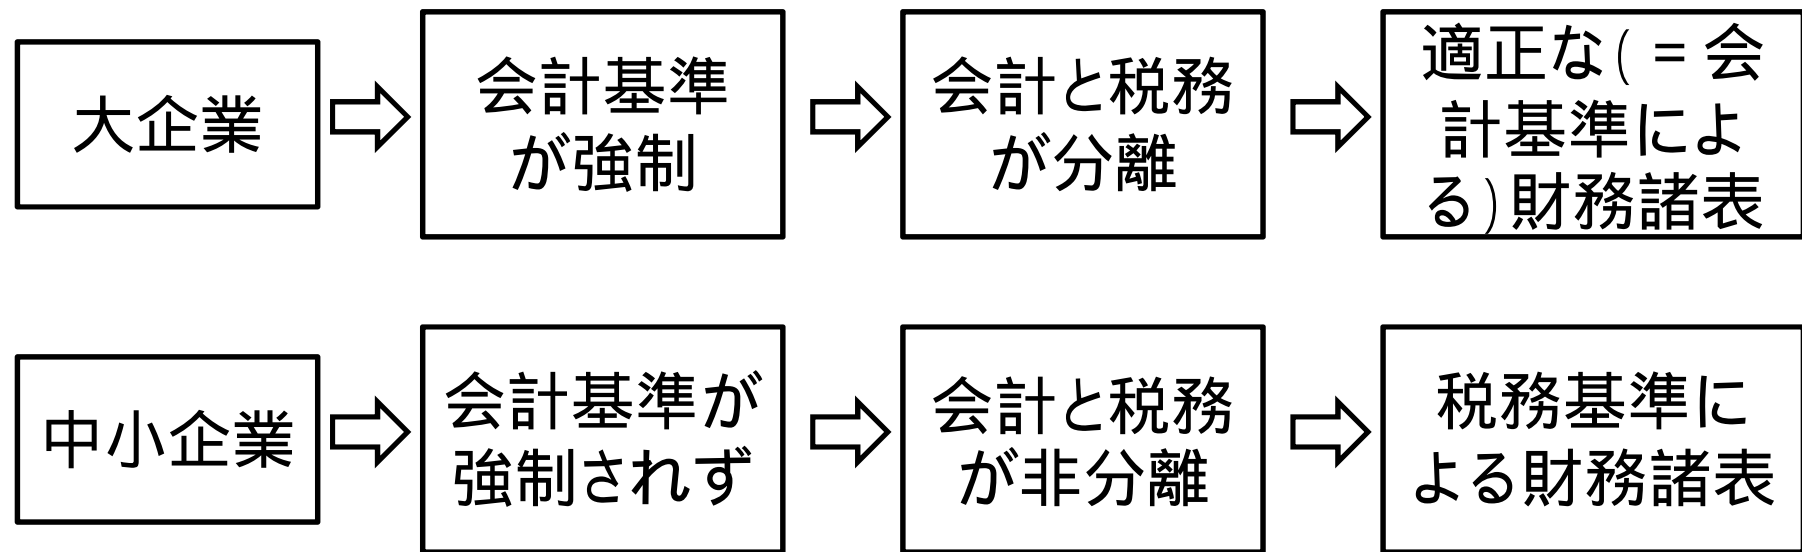 大企業
会計基準
が強制
会計と税務
が分離
適正な(=会
計基準によ
る)財務諸表
中小企業
会計基準が
強制されず
会計と税務
が非分離
税務基準に
よる財務諸表